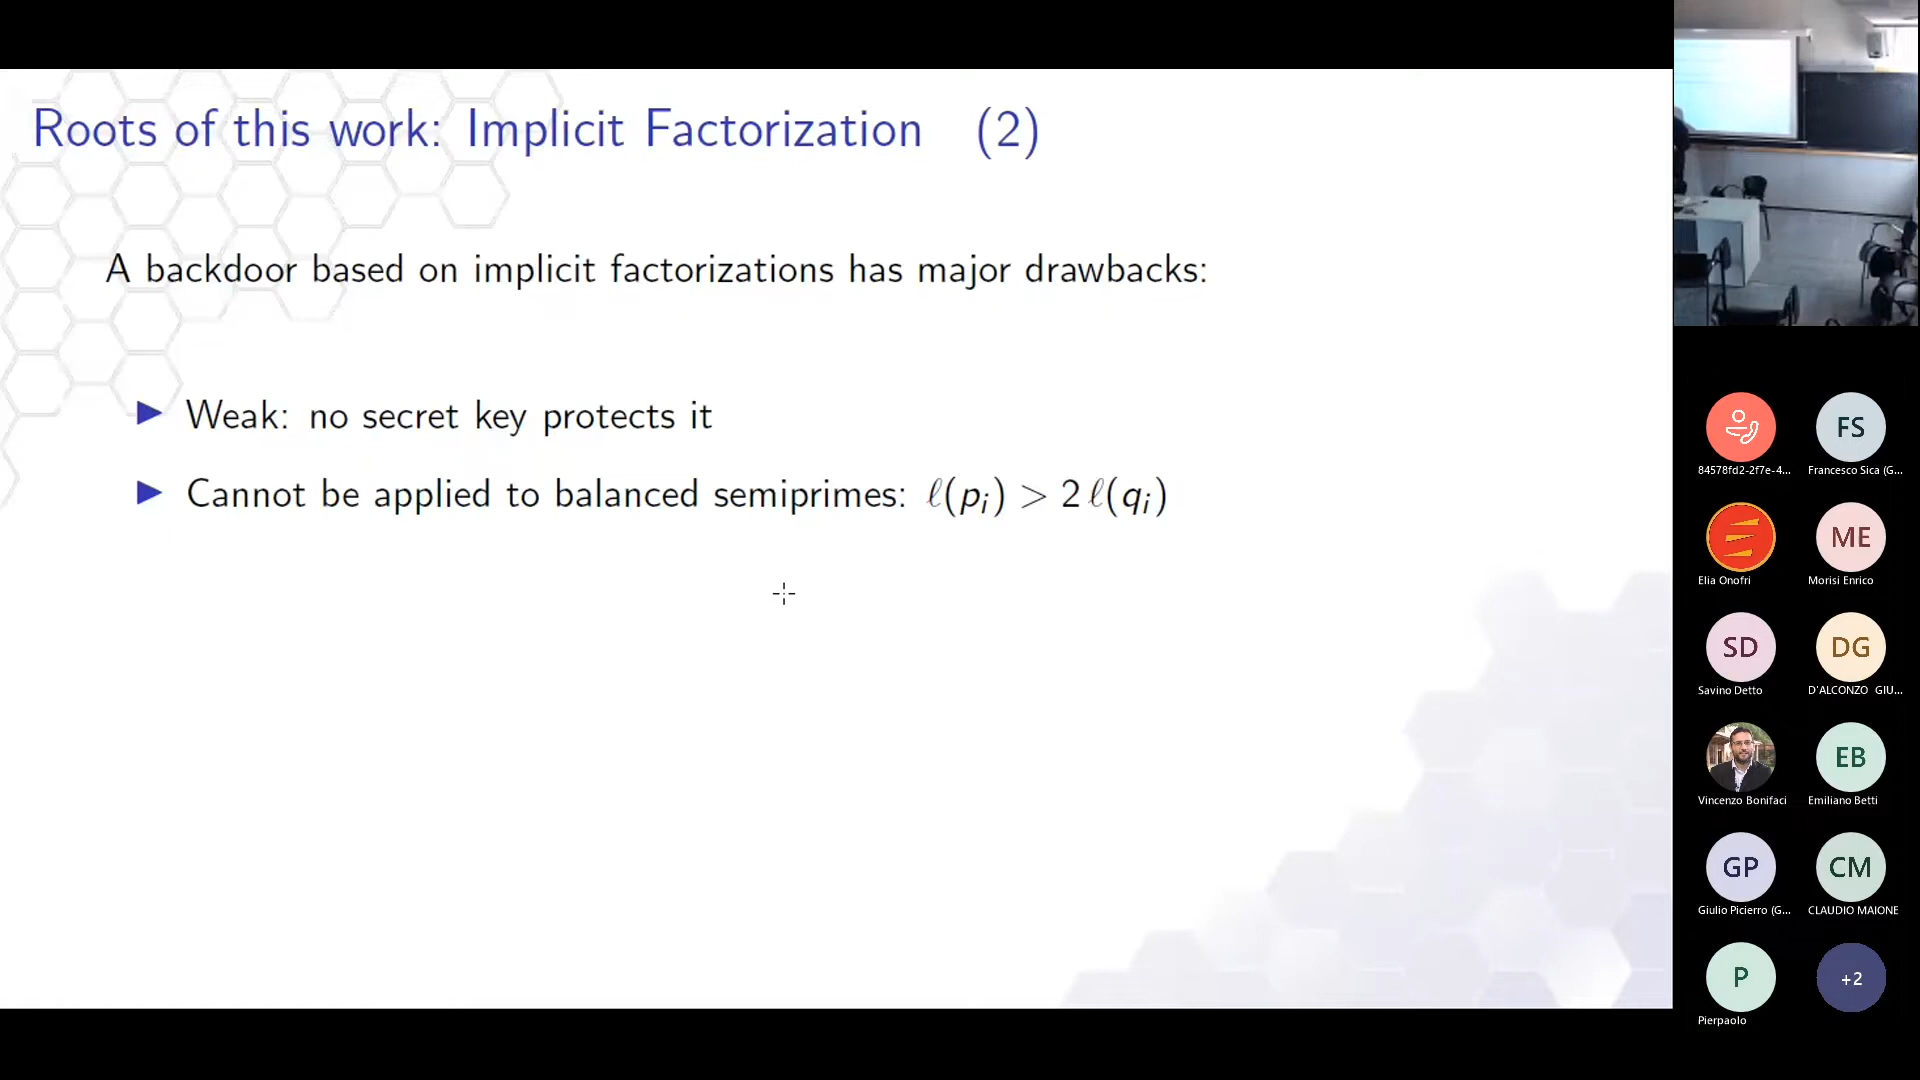 Roots of this work: Implicit Factorization (2)
A backdoor based on implicit factorizations has major drawbacks:
▶ Weak: no secret key protects it
▶ Cannot be applied to balanced semiprimes: ℓ(pᵢ) > 2 ℓ(qᵢ)
84578fd2-2f7e-4...
FS
Francesco Sica (G...
Elia Onofri
ME
Morisi Enrico
SD
Savino Detto
DG
D'ALCONZO GIU...
Vincenzo Bonifaci
EB
Emiliano Betti
GP
Giulio Picierro (G...
CM
CLAUDIO MAIONE
P
Pierpaolo
+2